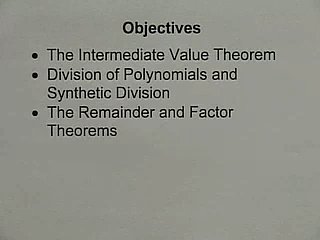 Objectives
• The Intermediate Value Theorem
• Division of Polynomials and
Synthetic Division
• The Remainder and Factor
Theorems